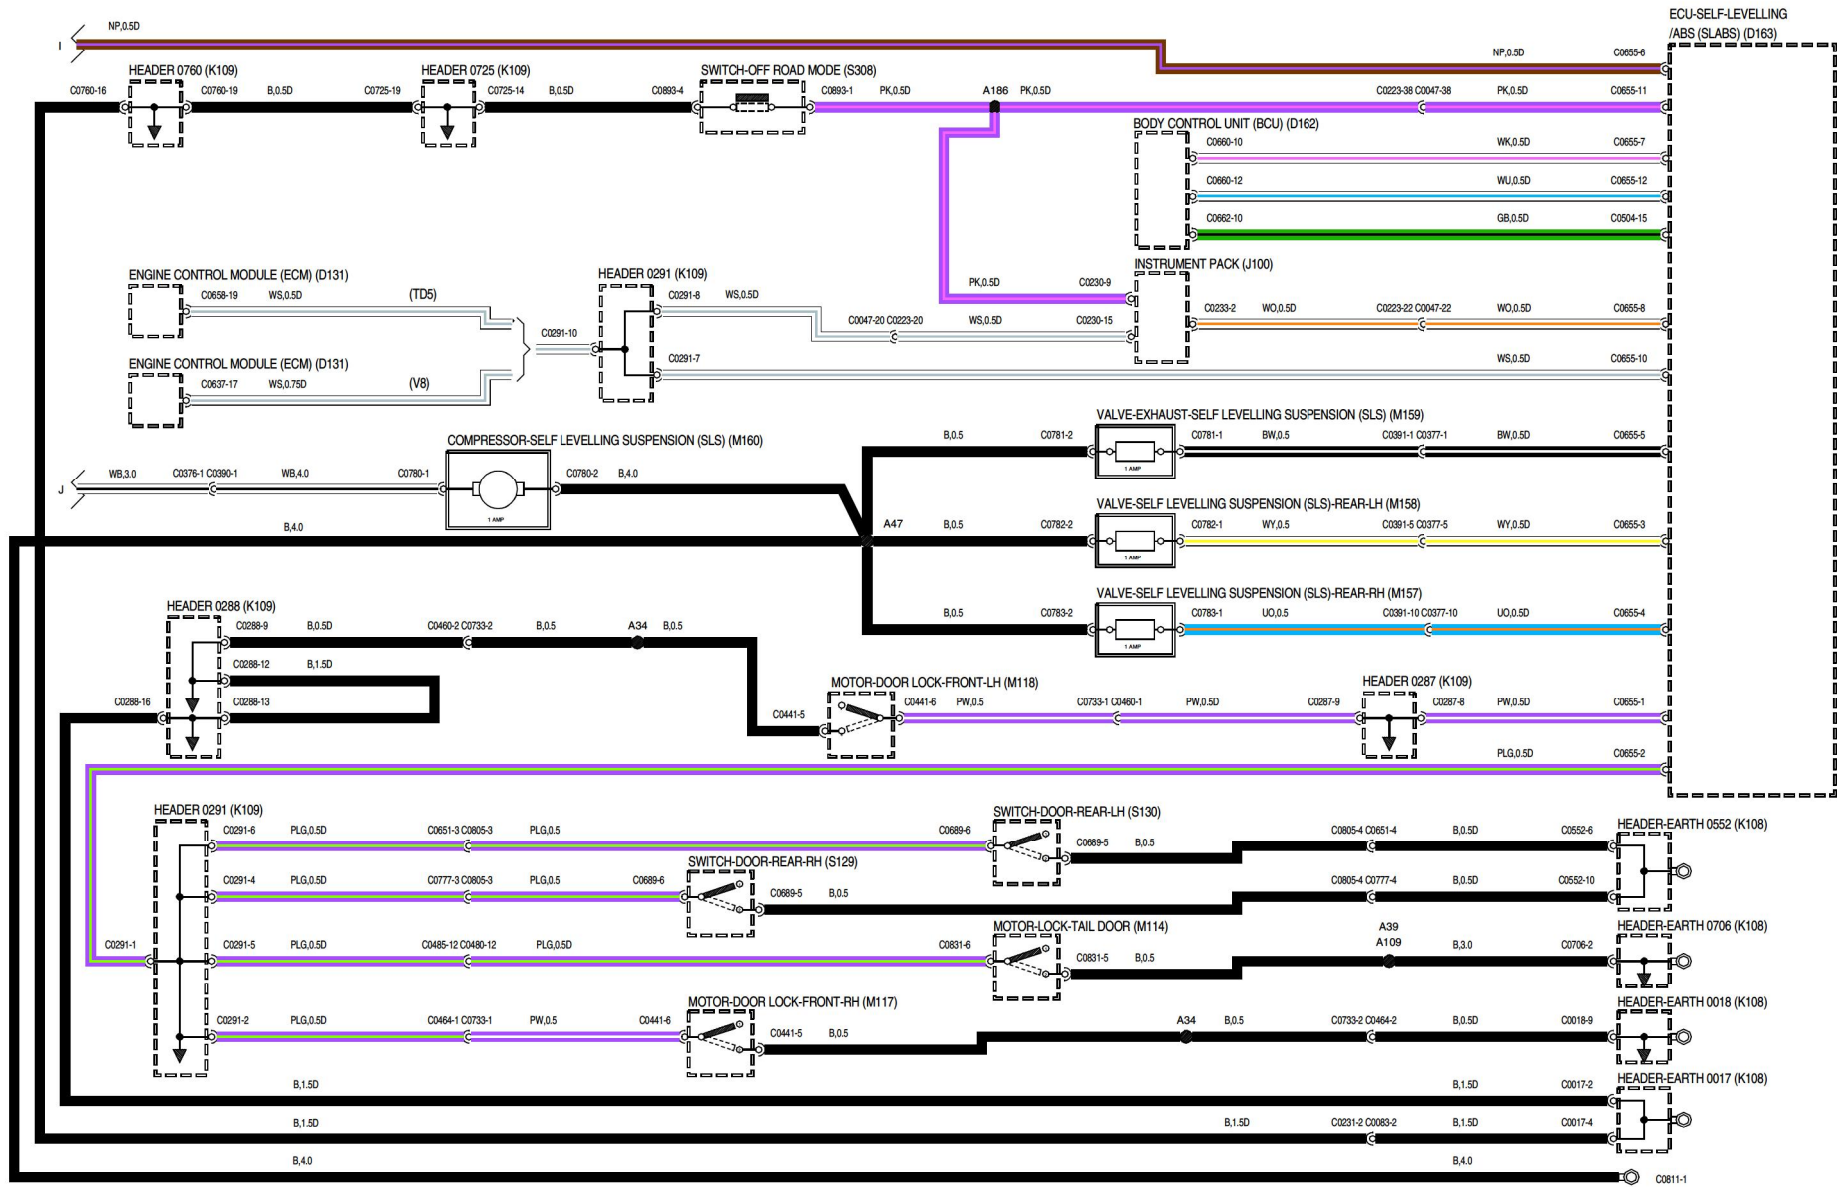 ECU-SELF-LEVELLING
/ABS (SLABS) (D163)
NP,0.5D
I
NP,0.5D C0655-6
HEADER 0760 (K109) HEADER 0725 (K109) SWITCH-OFF ROAD MODE (S308)
C0760-16 C0760-19 B,0.5D C0725-19 C0725-14 B,0.5D C0893-4 C0893-1 PK,0.5D A186 PK,0.5D C0223-38 C0047-38 PK,0.5D C0655-11
BODY CONTROL UNIT (BCU) (D162)
C0660-10 WK,0.5D C0655-7
C0660-12 WU,0.5D C0655-12
C0662-10 GB,0.5D C0504-15
ENGINE CONTROL MODULE (ECM) (D131) HEADER 0291 (K109) INSTRUMENT PACK (J100)
PK,0.5D C0230-9
C0658-19 WS,0.5D (TD5) C0291-8 WS,0.5D
C0233-2 WO,0.5D C0223-22 C0047-22 WO,0.5D C0655-8
C0291-10 C0047-20 C0223-20 WS,0.5D C0230-15
ENGINE CONTROL MODULE (ECM) (D131) C0291-7 WS,0.5D C0655-10
C0637-17 WS,0.75D (V8)
VALVE-EXHAUST-SELF LEVELLING SUSPENSION (SLS) (M159)
COMPRESSOR-SELF LEVELLING SUSPENSION (SLS) (M160)
B,0.5 C0781-2 C0781-1 BW,0.5 C0391-1 C0377-1 BW,0.5D C0655-5
1 AMP
J WB,3.0 C0376-1 C0390-1 WB,4.0 C0780-1 C0780-2 B,4.0
1 AMP
VALVE-SELF LEVELLING SUSPENSION (SLS)-REAR-LH (M158)
B,4.0 A47 B,0.5 C0782-2 C0782-1 WY,0.5 C0391-5 C0377-5 WY,0.5D C0655-3
1 AMP
VALVE-SELF LEVELLING SUSPENSION (SLS)-REAR-RH (M157)
B,0.5 C0783-2 C0783-1 UO,0.5 C0391-10 C0377-10 UO,0.5D C0655-4
1 AMP
HEADER 0288 (K109)
C0288-9 B,0.5D C0460-2 C0733-2 B,0.5 A34 B,0.5
C0288-12 B,1.5D
MOTOR-DOOR LOCK-FRONT-LH (M118) HEADER 0287 (K109)
C0288-16 C0288-13 C0441-5 C0441-6 PW,0.5 C0733-1 C0460-1 PW,0.5D C0287-9 C0287-8 PW,0.5D C0655-1
PLG,0.5D C0655-2
HEADER 0291 (K109) SWITCH-DOOR-REAR-LH (S130) HEADER-EARTH 0552 (K108)
C0291-6 PLG,0.5D C0651-3 C0805-3 PLG,0.5 C0689-6 C0689-5 B,0.5 C0805-4 C0651-4 B,0.5D C0552-6
SWITCH-DOOR-REAR-RH (S129)
C0291-4 PLG,0.5D C0777-3 C0805-3 PLG,0.5 C0689-6 C0689-5 B,0.5 C0805-4 C0777-4 B,0.5D C0552-10
MOTOR-LOCK-TAIL DOOR (M114) HEADER-EARTH 0706 (K108)
A39
C0291-1 C0291-5 PLG,0.5D C0485-12 C0480-12 PLG,0.5D C0831-6 C0831-5 B,0.5 A109 B,3.0 C0706-2
MOTOR-DOOR LOCK-FRONT-RH (M117) HEADER-EARTH 0018 (K108)
C0291-2 PLG,0.5D C0464-1 C0733-1 PW,0.5 C0441-6 C0441-5 B,0.5 A34 B,0.5 C0733-2 C0464-2 B,0.5D C0018-9
HEADER-EARTH 0017 (K108)
B,1.5D B,1.5D C0017-2
B,1.5D B,1.5D C0231-2 C0083-2 B,1.5D C0017-4
B,4.0 B,4.0 C0811-1